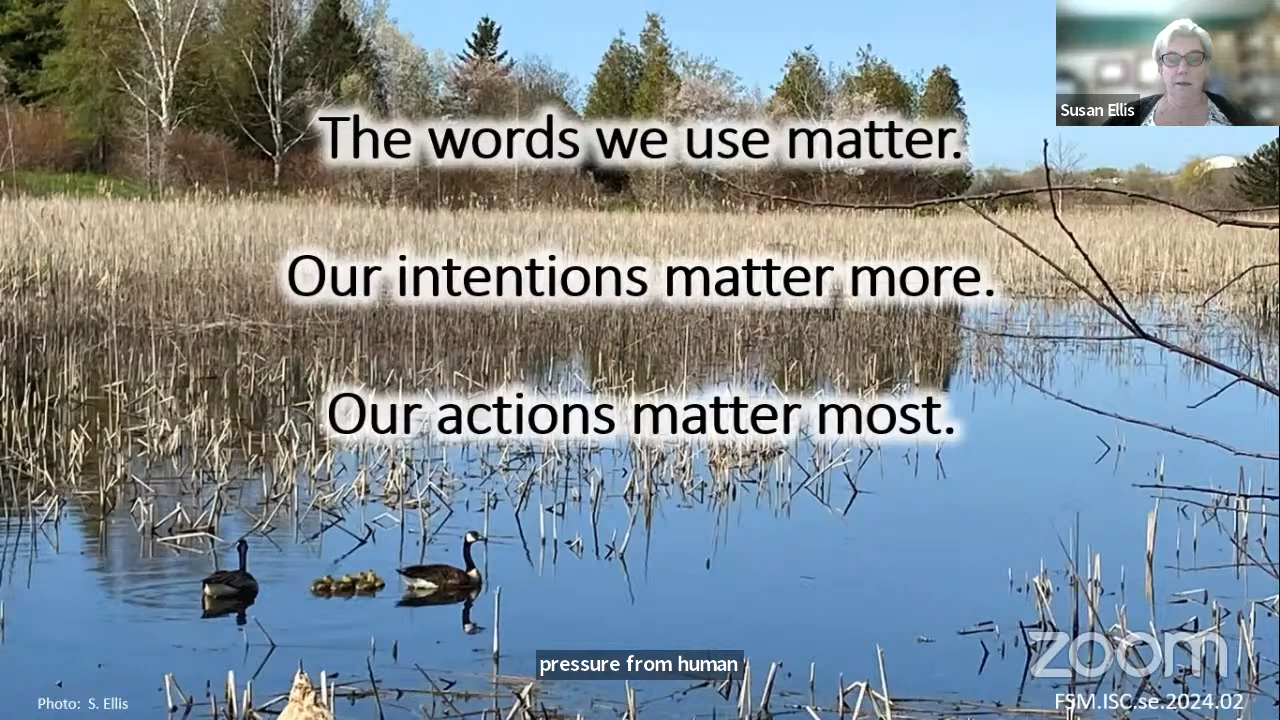 Susan Ellis
The words we use matter.
Our intentions matter more.
Our actions matter most.
pressure from human
zoom
Photo: S. Ellis
FSM.ISC.se.2024.02